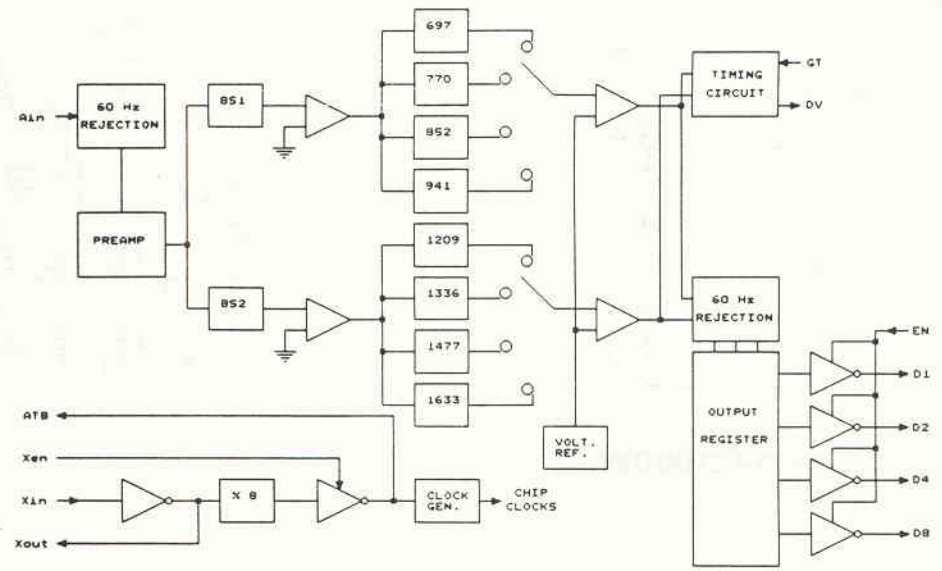 Ain
60 Hz
REJECTION
PREAMP
BS1
BS2
697
770
852
941
1209
1336
1477
1633
TIMING
CIRCUIT
GT
DV
60 Hz
REJECTION
OUTPUT
REGISTER
EN
D1
D2
D4
D8
VOLT.
REF.
ATB
Xen
Xin
Xout
% 8
CLOCK
GEN.
CHIP
CLOCKS